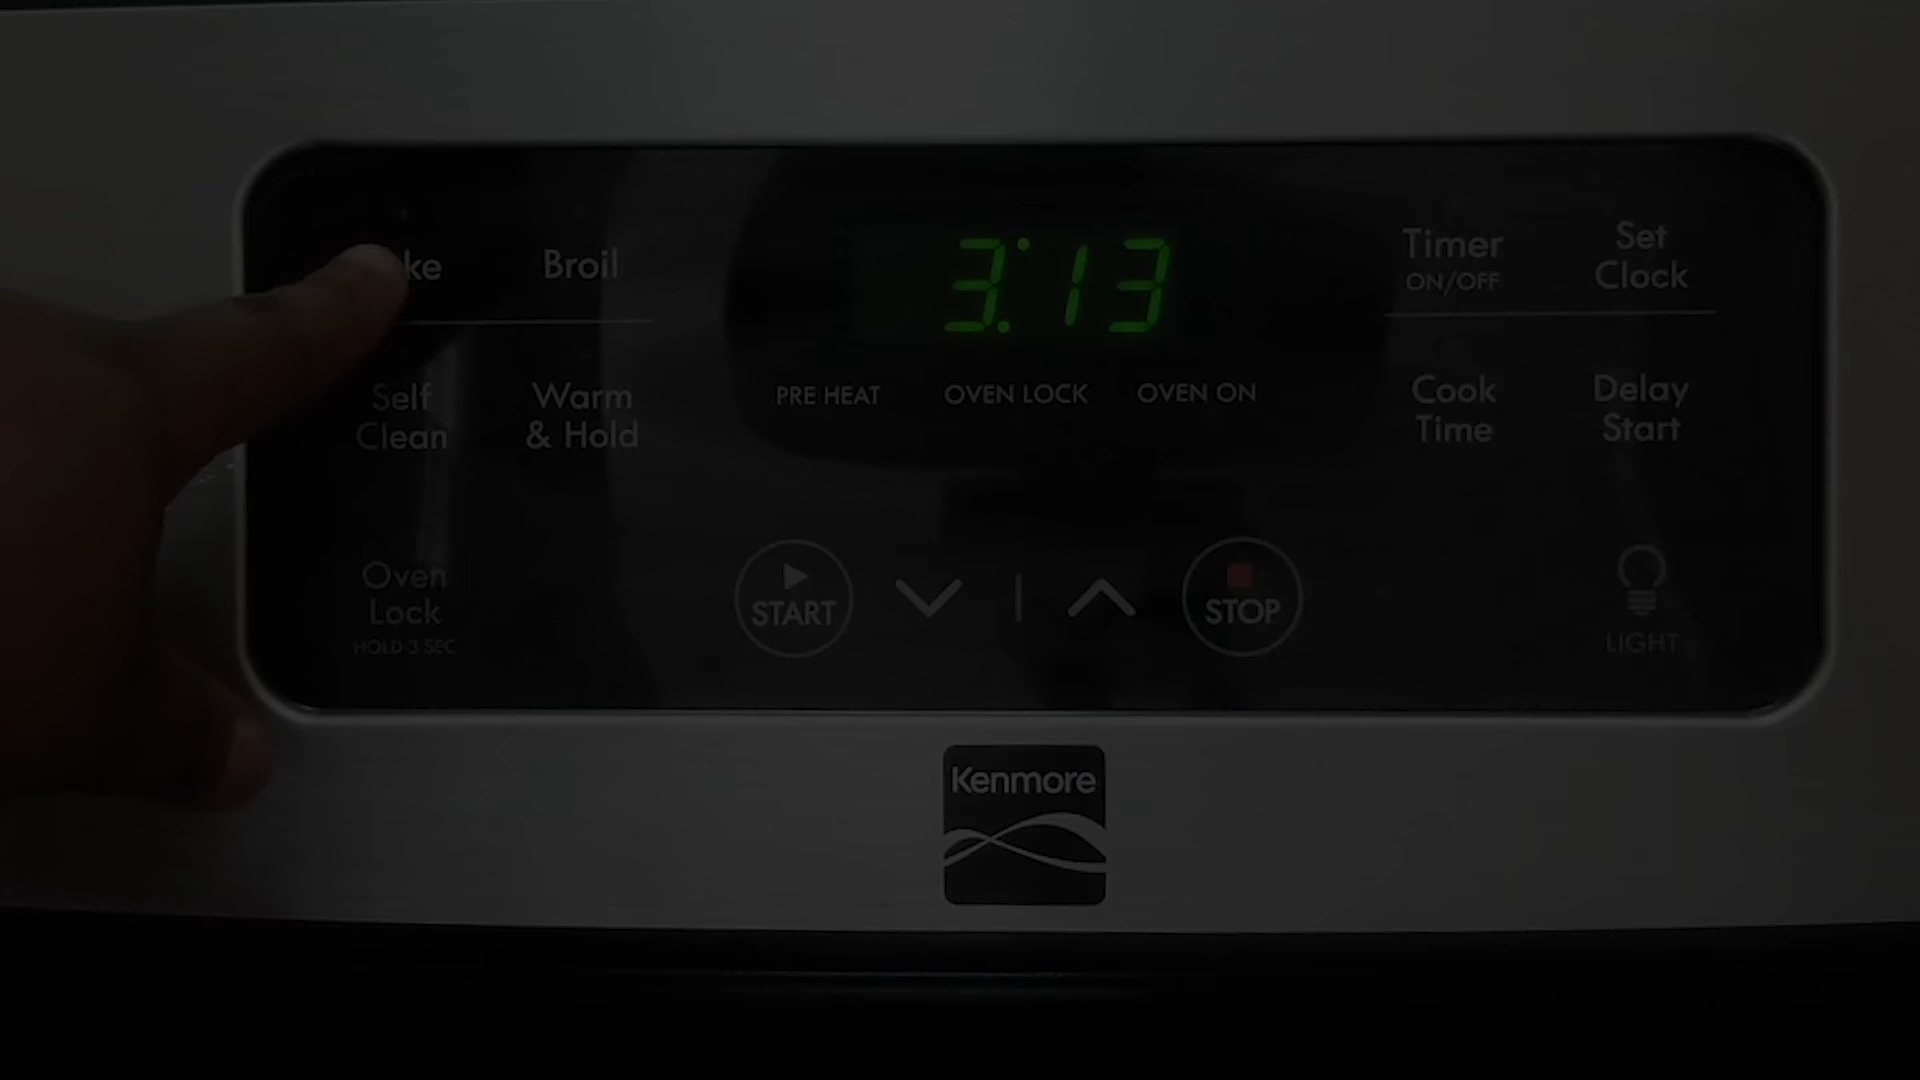 ke
Broil
3:13
Timer
ON/OFF
Set
Clock
Self
Clean
Warm
& Hold
PRE HEAT
OVEN LOCK
OVEN ON
Cook
Time
Delay
Start
Oven
Lock
HOLD 3 SEC
START
STOP
LIGHT
Kenmore